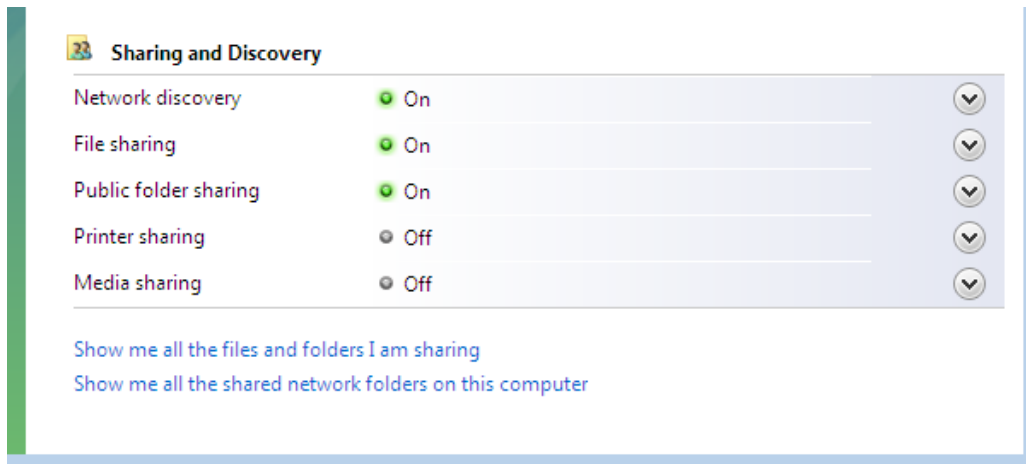 Sharing and Discovery
Network discovery On
File sharing On
Public folder sharing On
Printer sharing Off
Media sharing Off
Show me all the files and folders I am sharing
Show me all the shared network folders on this computer